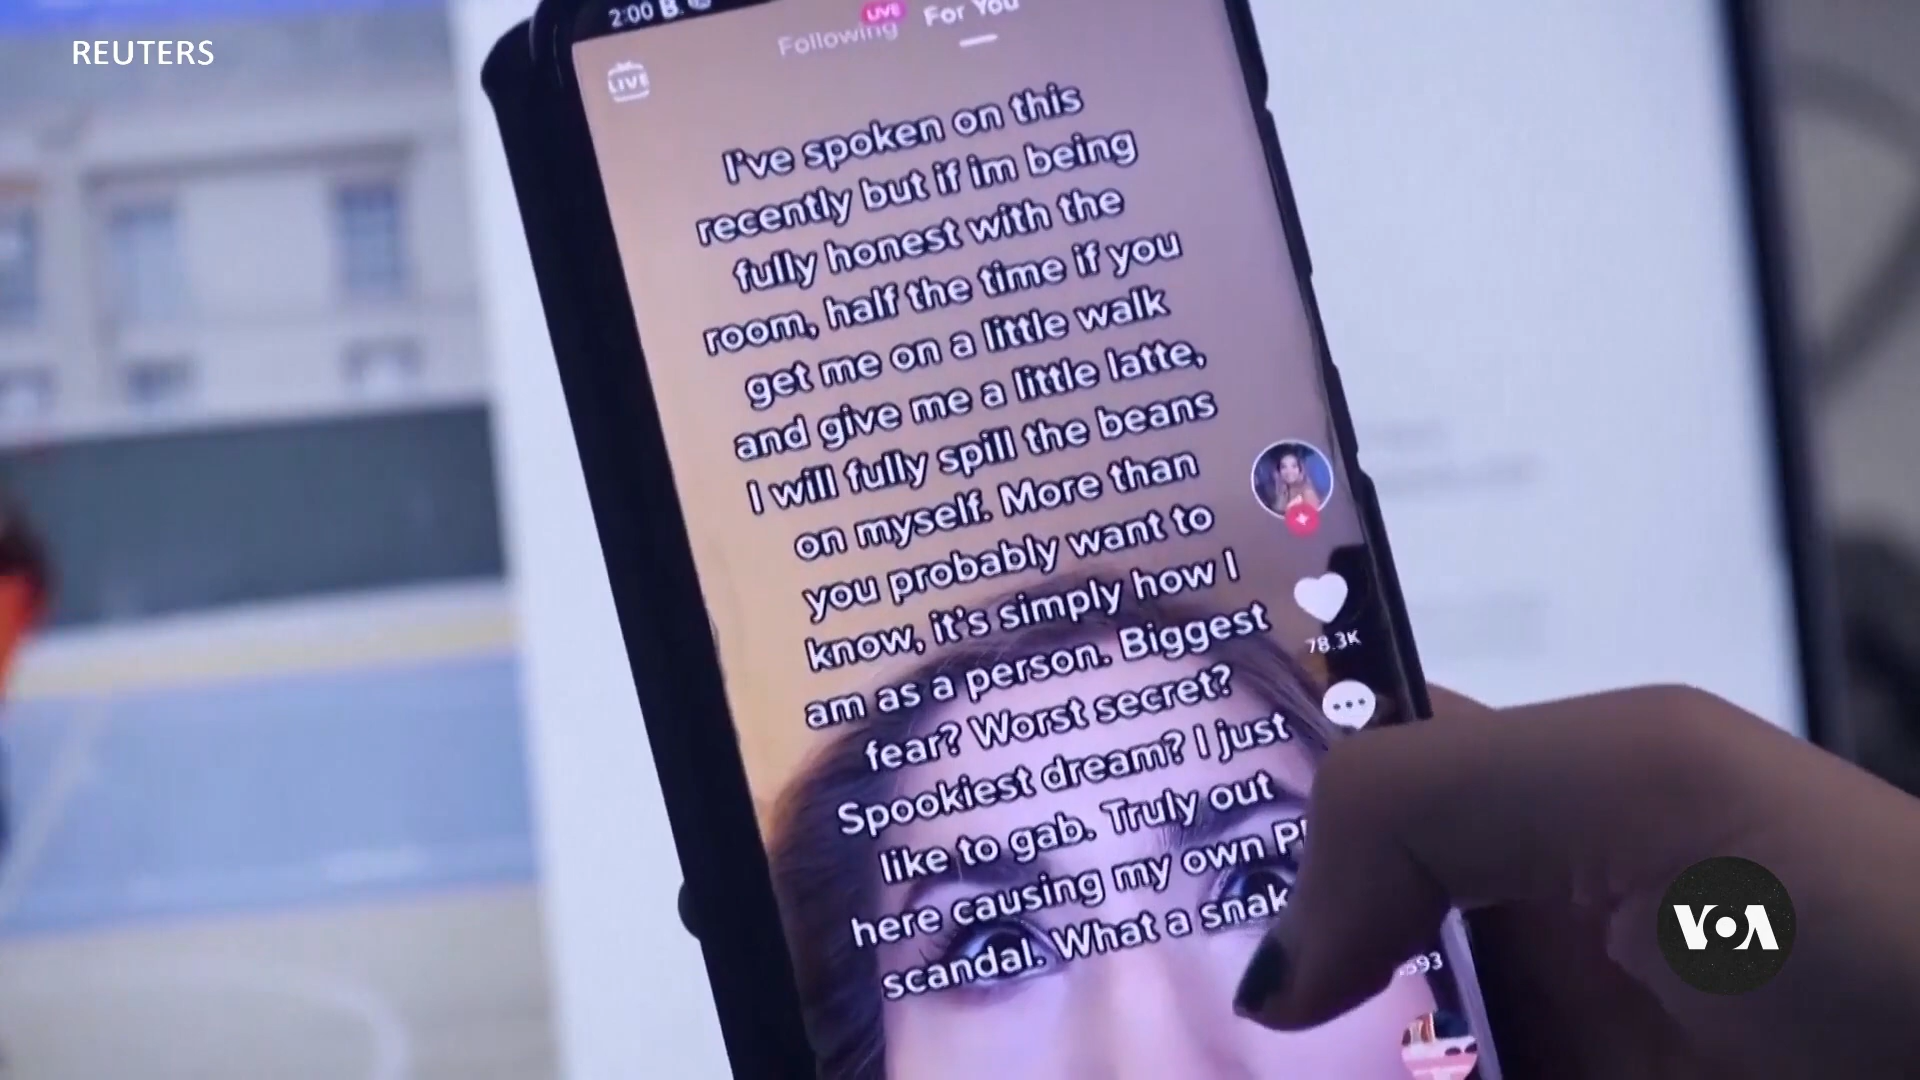 REUTERS
2:00 B.
LIVE
Following
For You
LIVE
I've spoken on this
recently but if im being
fully honest with the
room, half the time if you
get me on a little walk
and give me a little latte,
I will fully spill the beans
on myself. More than
you probably want to
know, it's simply how I
am as a person. Biggest
fear? Worst secret?
Spookiest dream? I just
like to gab. Truly out
here causing my own
scandal. What a
78.3K
VOA